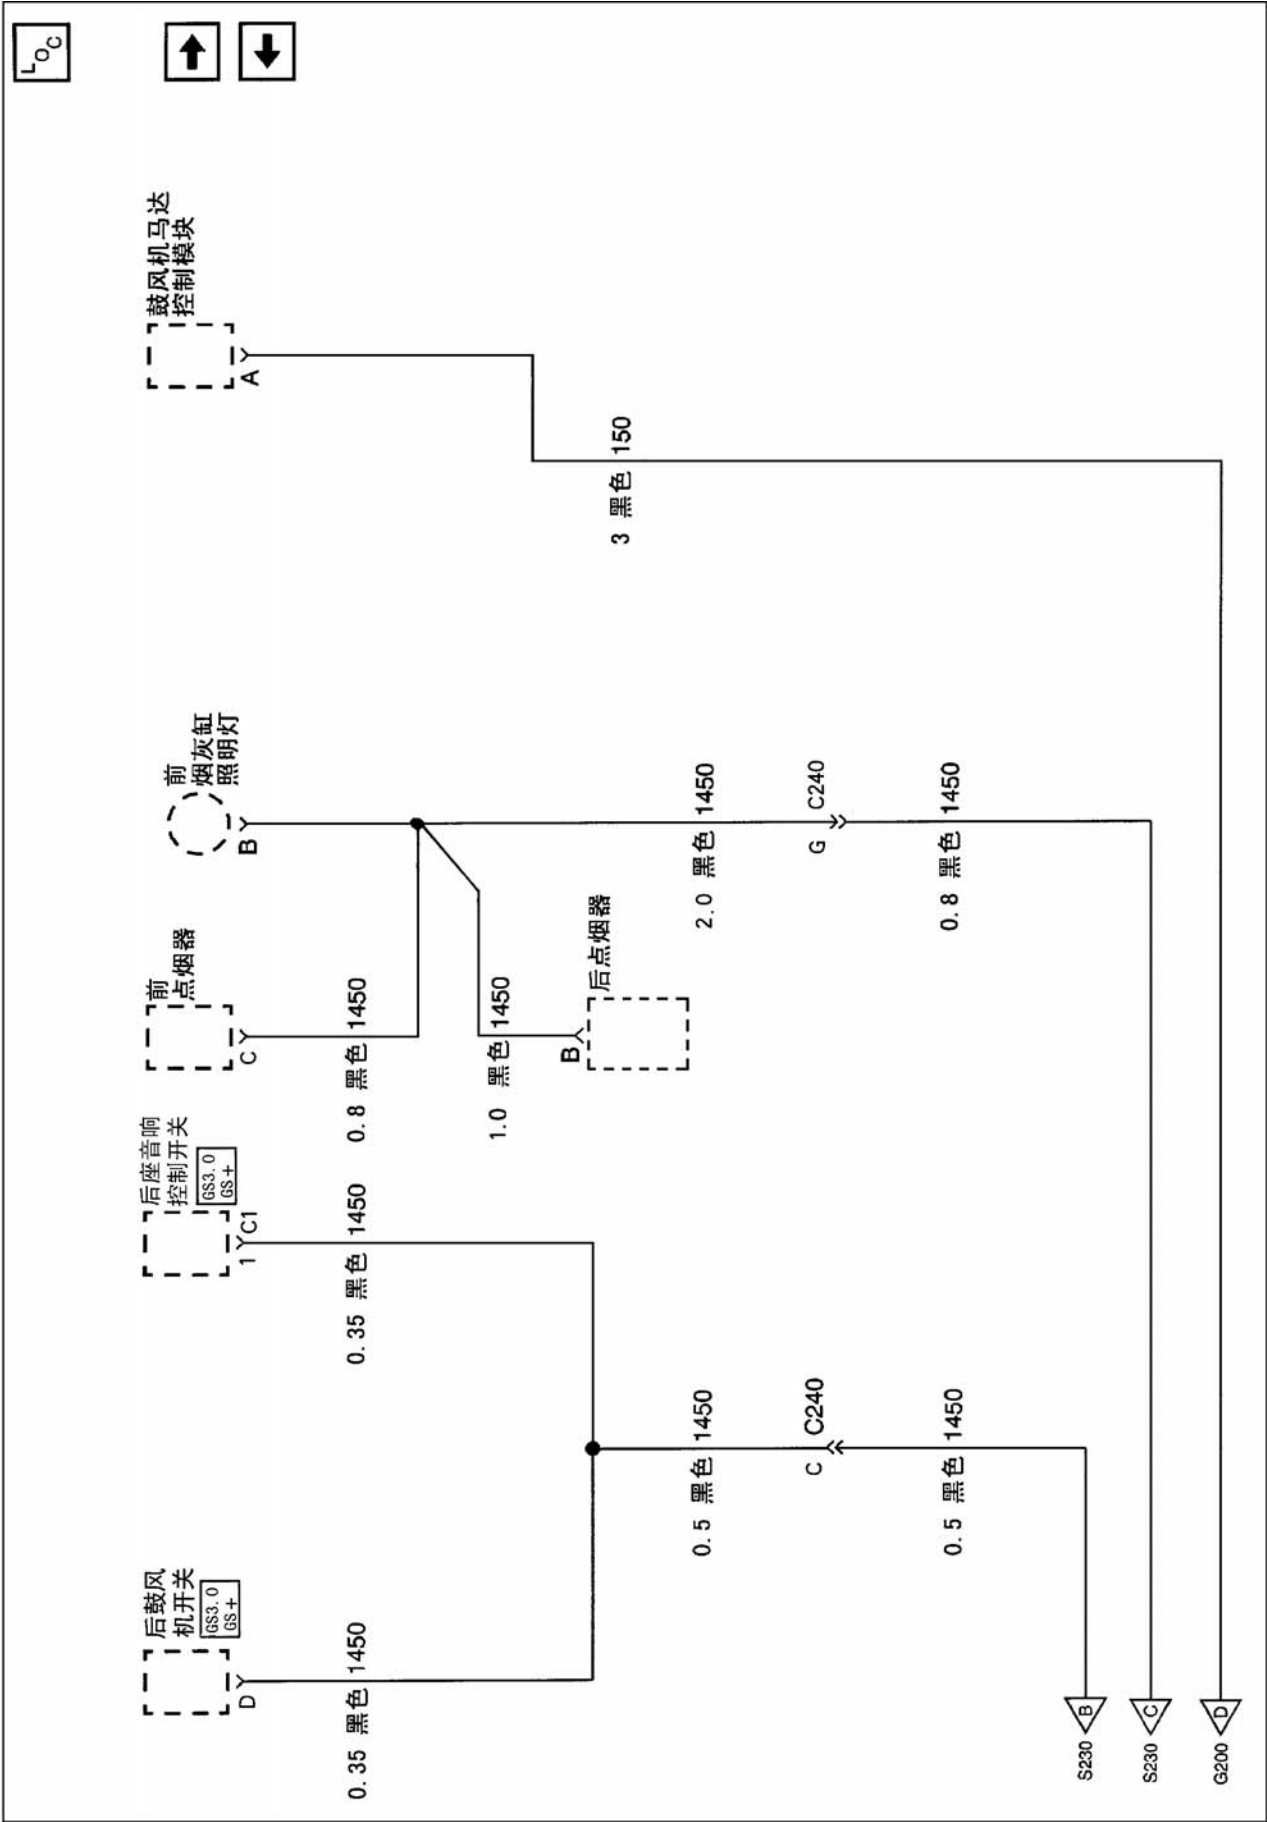 LOC
后鼓风
机开关
GS3.0
GS+
D
0.35 黑色 1450
后座音响
控制开关
GS3.0
GS+
1 C1
0.35 黑色 1450
前
点烟器
C
0.8 黑色 1450
前
烟灰缸
照明灯
B
鼓风机马达
控制模块
A
1.0 黑色 1450
B
后点烟器
3 黑色 150
0.5 黑色 1450
C C240
0.5 黑色 1450
2.0 黑色 1450
G C240
0.8 黑色 1450
S230 B
S230 C
G200 D